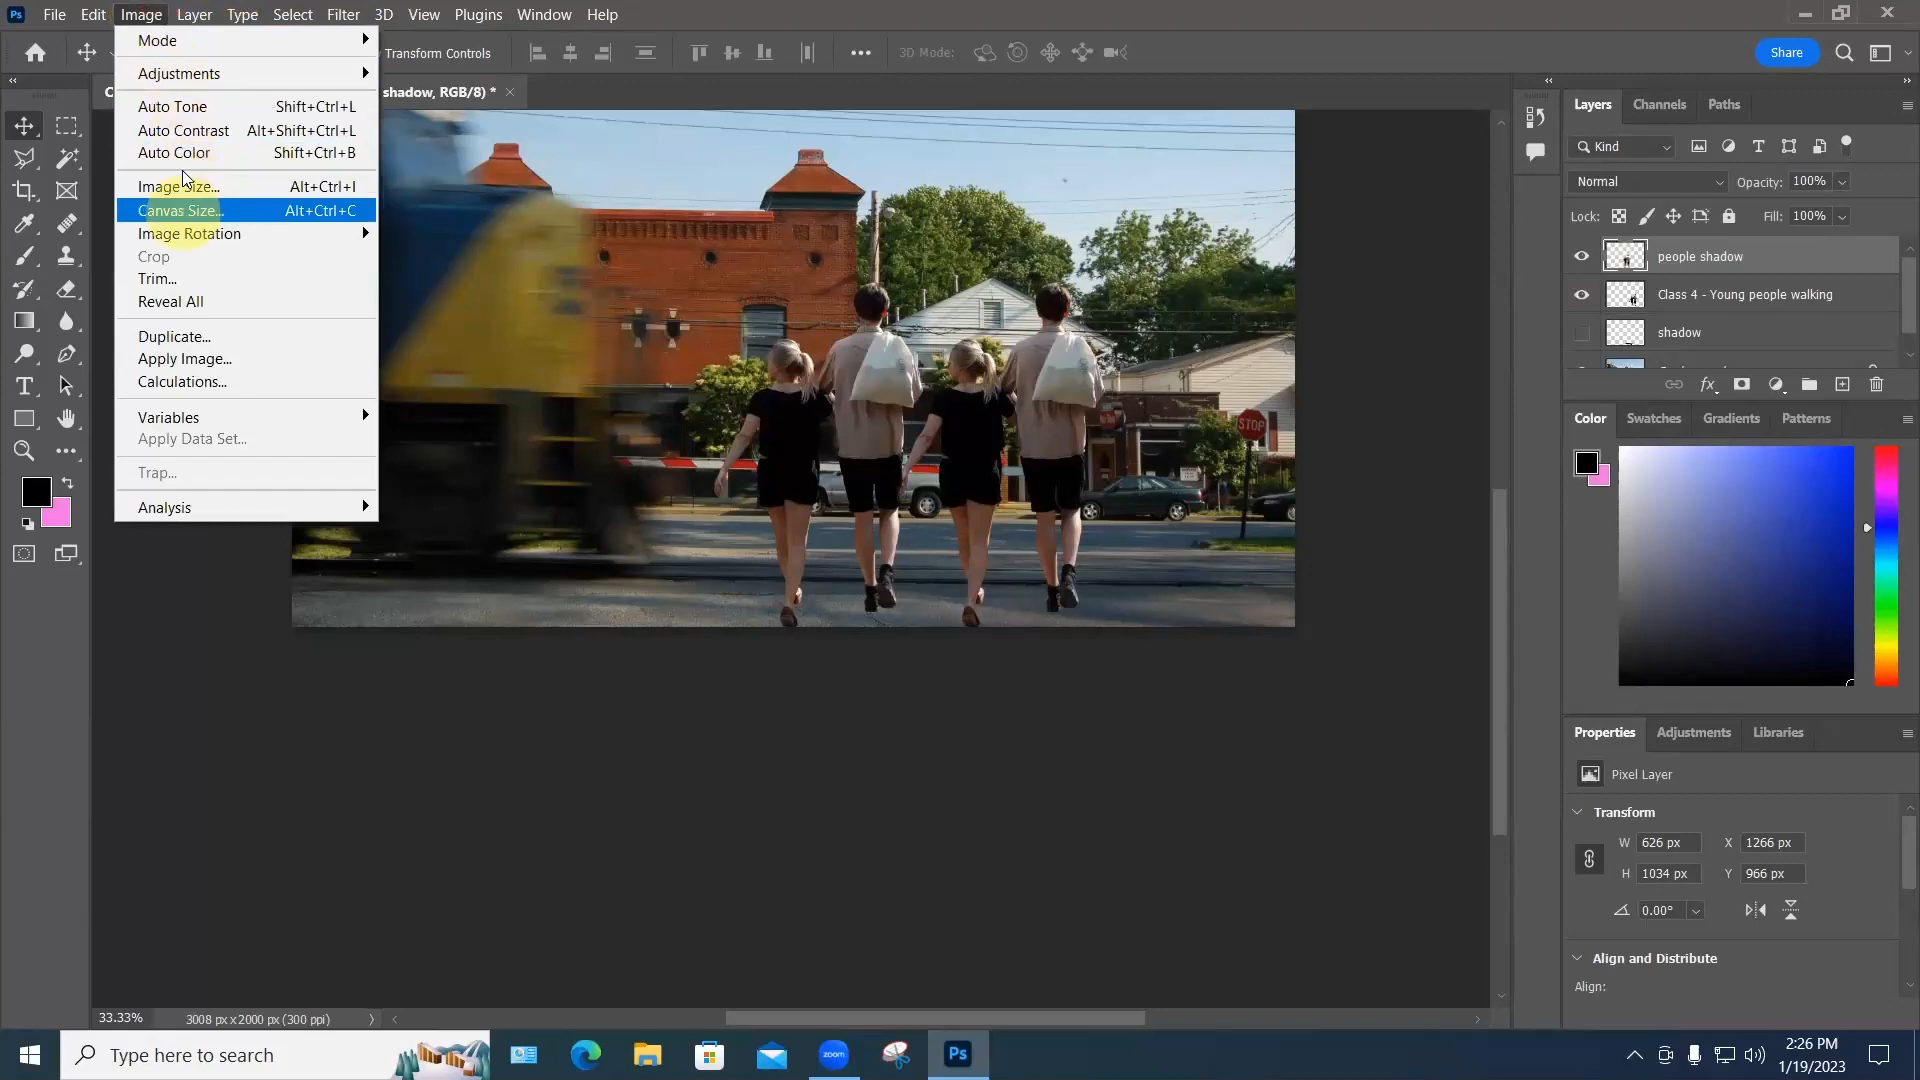 Ps File Edit Image Layer Type Select Filter 3D View Plugins Window Help
Transform Controls 3D Mode: Share
C shadow, RGB/8) *
Mode
Adjustments
Auto Tone Shift+Ctrl+L
Auto Contrast Alt+Shift+Ctrl+L
Auto Color Shift+Ctrl+B
Image Size... Alt+Ctrl+I
Canvas Size... Alt+Ctrl+C
Image Rotation
Crop
Trim...
Reveal All
Duplicate...
Apply Image...
Calculations...
Variables
Apply Data Set...
Trap...
Analysis
STOP
Layers Channels Paths
Kind
Normal Opacity: 100%
Lock: Fill: 100%
people shadow
Class 4 - Young people walking
shadow
fx
Color Swatches Gradients Patterns
Properties Adjustments Libraries
Pixel Layer
Transform
W 626 px X 1266 px
H 1034 px Y 966 px
0.00°
Align and Distribute
Align:
33.33% 3008 px x 2000 px (300 ppi)
Type here to search
zoom
Ps
2:26 PM
1/19/2023